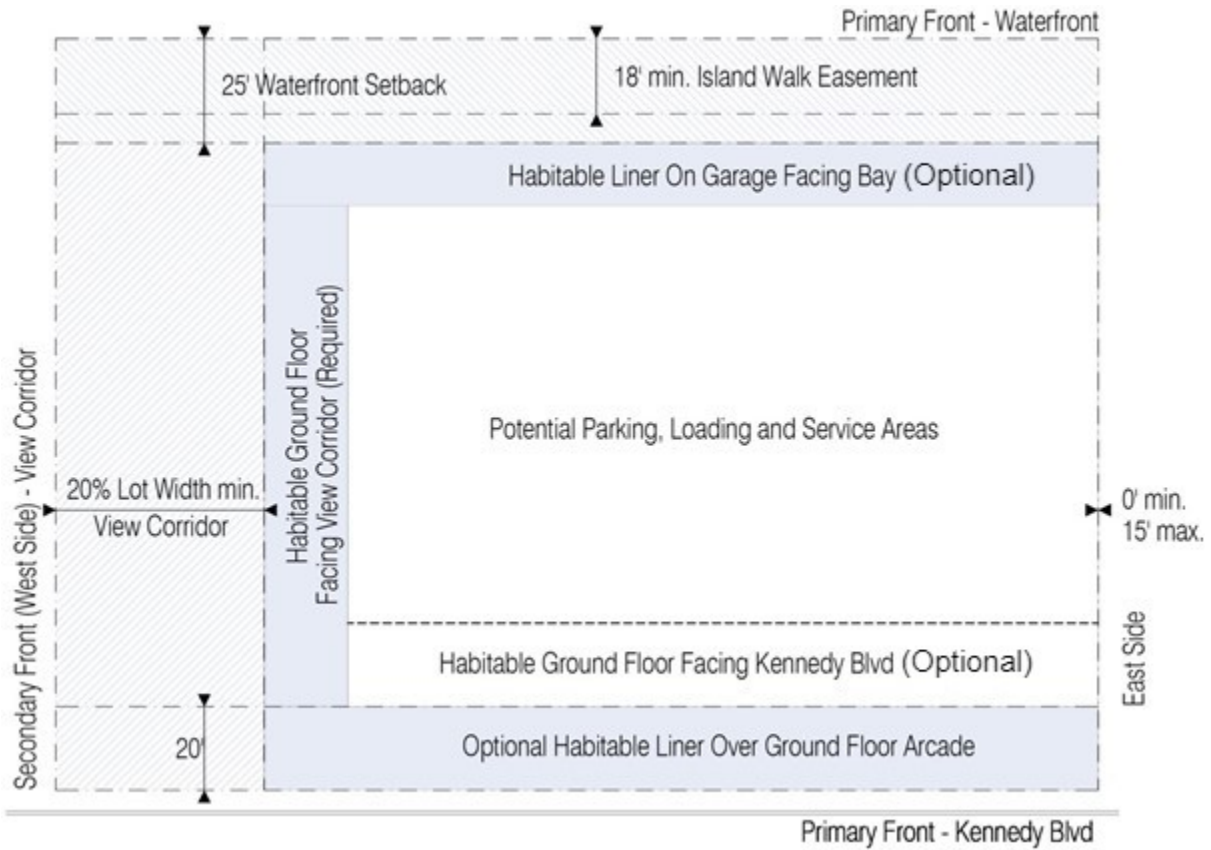 Primary Front - Waterfront
25' Waterfront Setback
18' min. Island Walk Easement
Habitable Liner On Garage Facing Bay (Optional)
Habitable Ground Floor
Facing View Corridor (Required)
Potential Parking, Loading and Service Areas
Secondary Front (West Side) - View Corridor
20% Lot Width min.
View Corridor
0' min.
15' max.
East Side
Habitable Ground Floor Facing Kennedy Blvd (Optional)
20'
Optional Habitable Liner Over Ground Floor Arcade
Primary Front - Kennedy Blvd